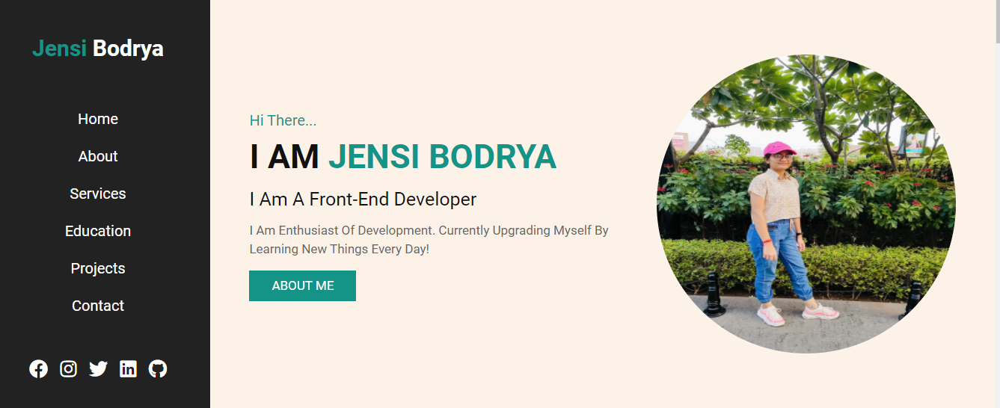 Jensi Bodrya
Home
About
Services
Education
Projects
Contact
Hi There...
I AM JENSI BODRYA
I Am A Front-End Developer
I Am Enthusiast Of Development. Currently Upgrading Myself By
Learning New Things Every Day!
ABOUT ME